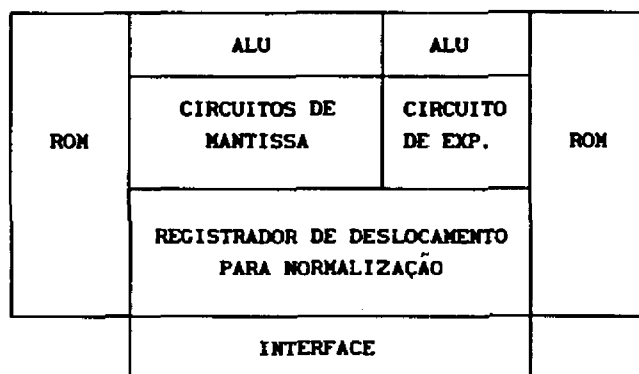 ALU
ALU
ROM
CIRCUITOS DE
MANTISSA
CIRCUITO
DE EXP.
ROM
REGISTRADOR DE DESLOCAMENTO
PARA NORMALIZAÇÃO
INTERFACE